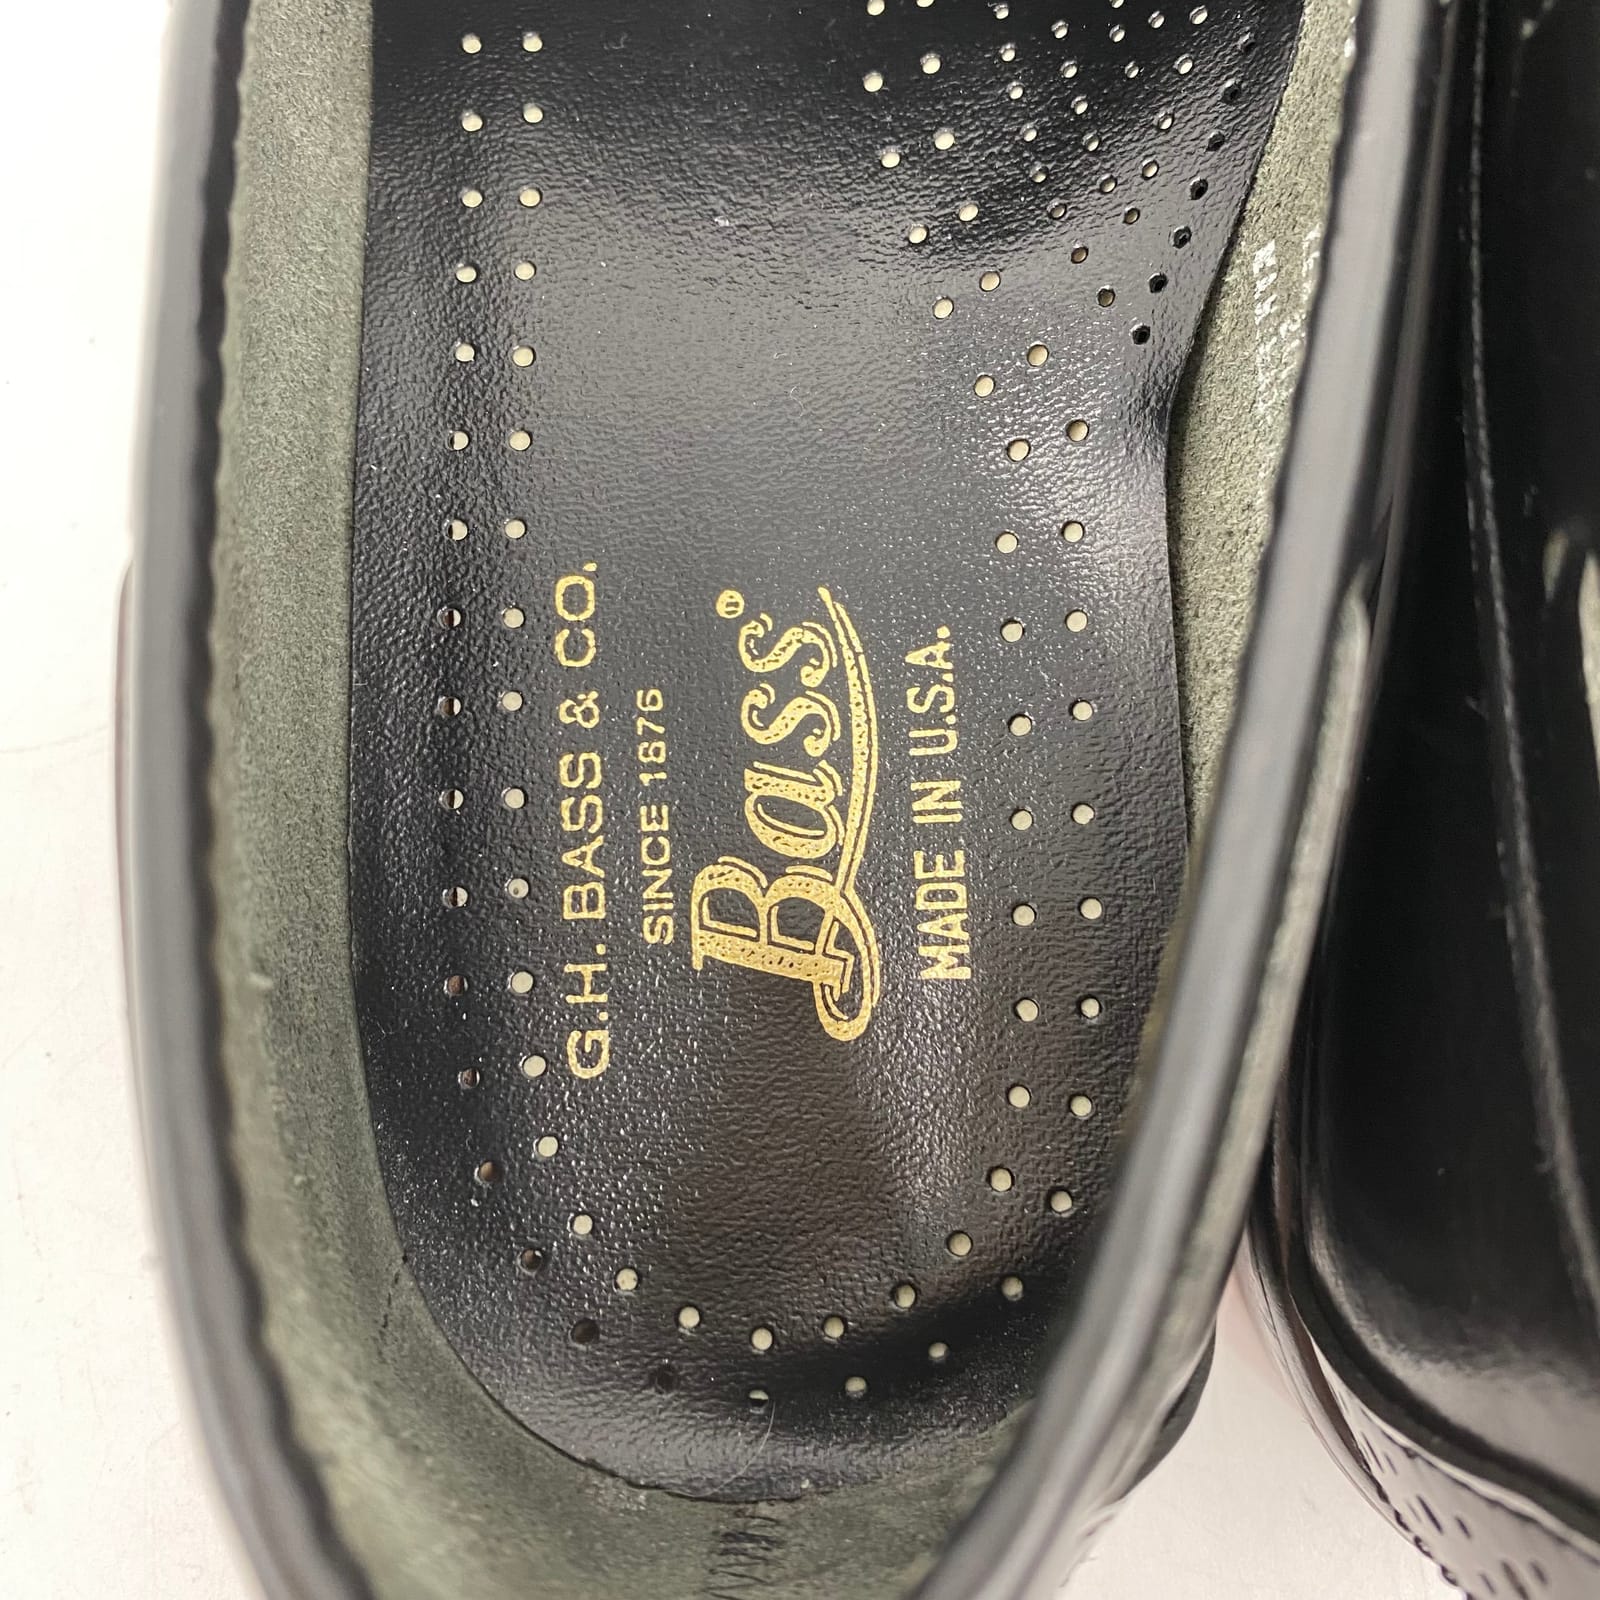 G.H. BASS & CO.
SINCE 1876
Bass®
MADE IN U.S.A.